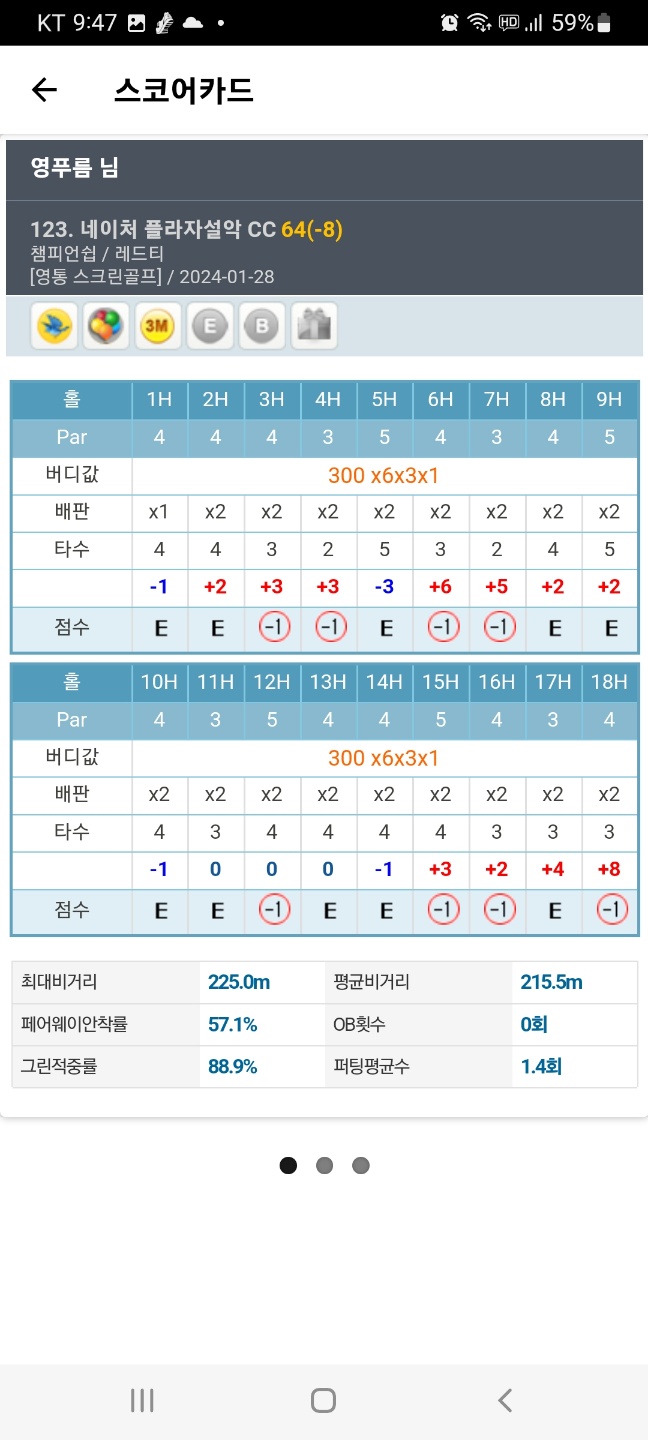 KT 9:47 HD 59%
스코어카드
영푸름 님
123. 네이처 플라자설악 CC 64(-8)
챔피언쉽 / 레드티
[영통 스크린골프] / 2024-01-28
3M E B
홀 1H 2H 3H 4H 5H 6H 7H 8H 9H
Par 4 4 4 3 5 4 3 4 5
버디값 300 x6x3x1
배판 x1 x2 x2 x2 x2 x2 x2 x2 x2
타수 4 4 3 2 5 3 2 4 5
-1 +2 +3 +3 -3 +6 +5 +2 +2
점수 E E -1 -1 E -1 -1 E E
홀 10H 11H 12H 13H 14H 15H 16H 17H 18H
Par 4 3 5 4 4 5 4 3 4
버디값 300 x6x3x1
배판 x2 x2 x2 x2 x2 x2 x2 x2 x2
타수 4 3 4 4 4 4 3 3 3
-1 0 0 0 -1 +3 +2 +4 +8
점수 E E -1 E E -1 -1 E -1
최대비거리 225.0m 평균비거리 215.5m
페어웨이안착률 57.1% OB횟수 0회
그린적중률 88.9% 퍼팅평균수 1.4회